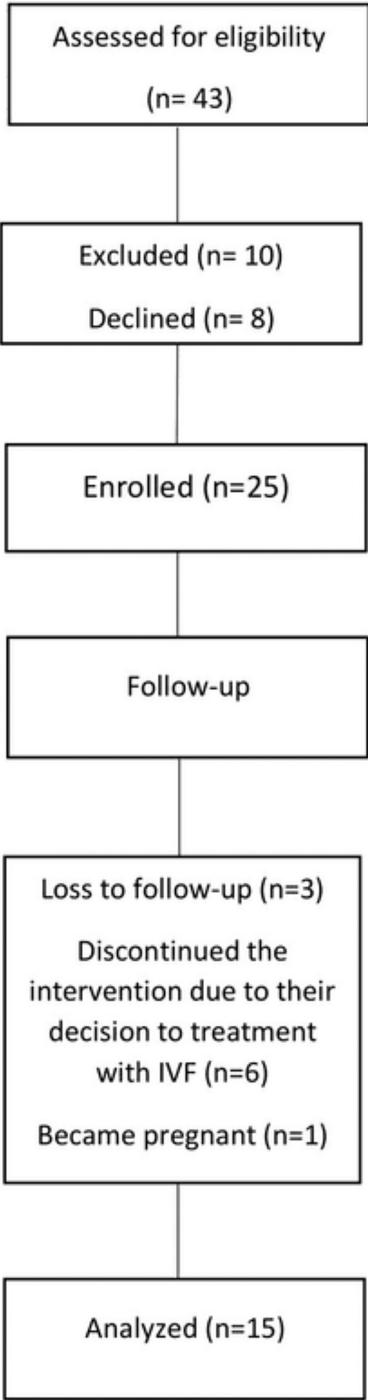 Assessed for eligibility
(n= 43)
Excluded (n= 10)
Declined (n= 8)
Enrolled (n=25)
Follow-up
Loss to follow-up (n=3)
Discontinued the
intervention due to their
decision to treatment
with IVF (n=6)
Became pregnant (n=1)
Analyzed (n=15)